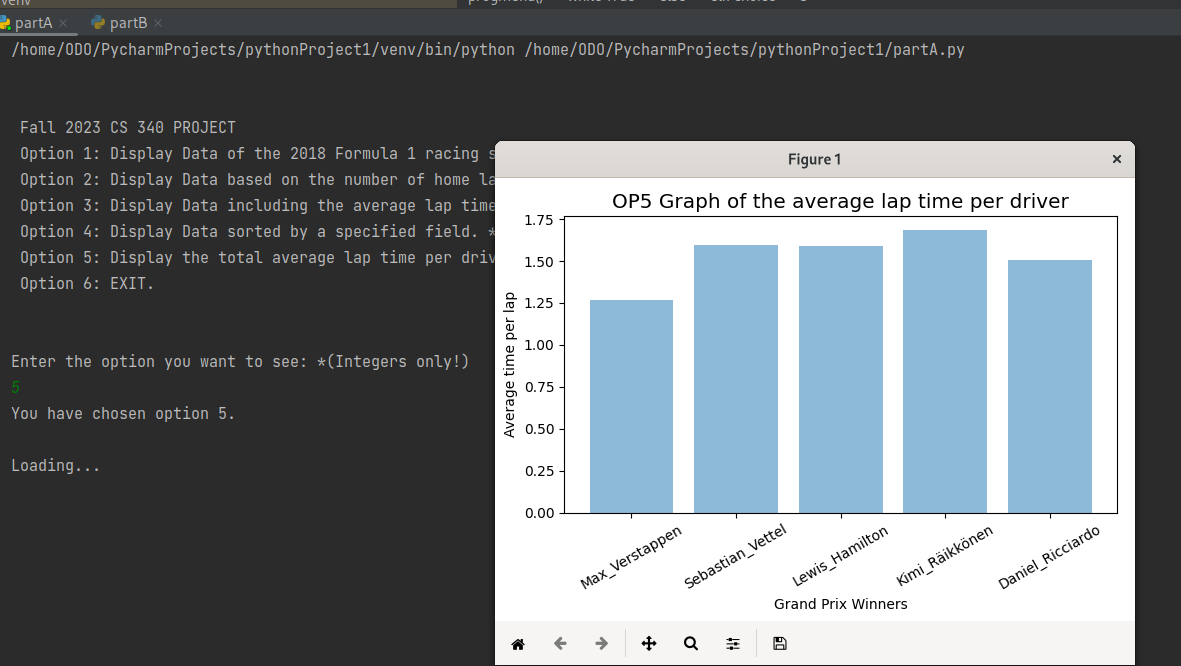 partA partB
/home/ODO/PycharmProjects/pythonProject1/venv/bin/python /home/ODO/PycharmProjects/pythonProject1/partA.py
Fall 2023 CS 340 PROJECT
Option 1: Display Data of the 2018 Formula 1 racing s
Option 2: Display Data based on the number of home la
Option 3: Display Data including the average lap time
Option 4: Display Data sorted by a specified field. *
Option 5: Display the total average lap time per driv
Option 6: EXIT.
Enter the option you want to see: *(Integers only!)
5
You have chosen option 5.
Loading...
Figure 1
OP5 Graph of the average lap time per driver
Average time per lap
1.75
1.50
1.25
1.00
0.75
0.50
0.25
0.00
Max_Verstappen
Sebastian_Vettel
Lewis_Hamilton
Kimi_Räikkönen
Daniel_Ricciardo
Grand Prix Winners